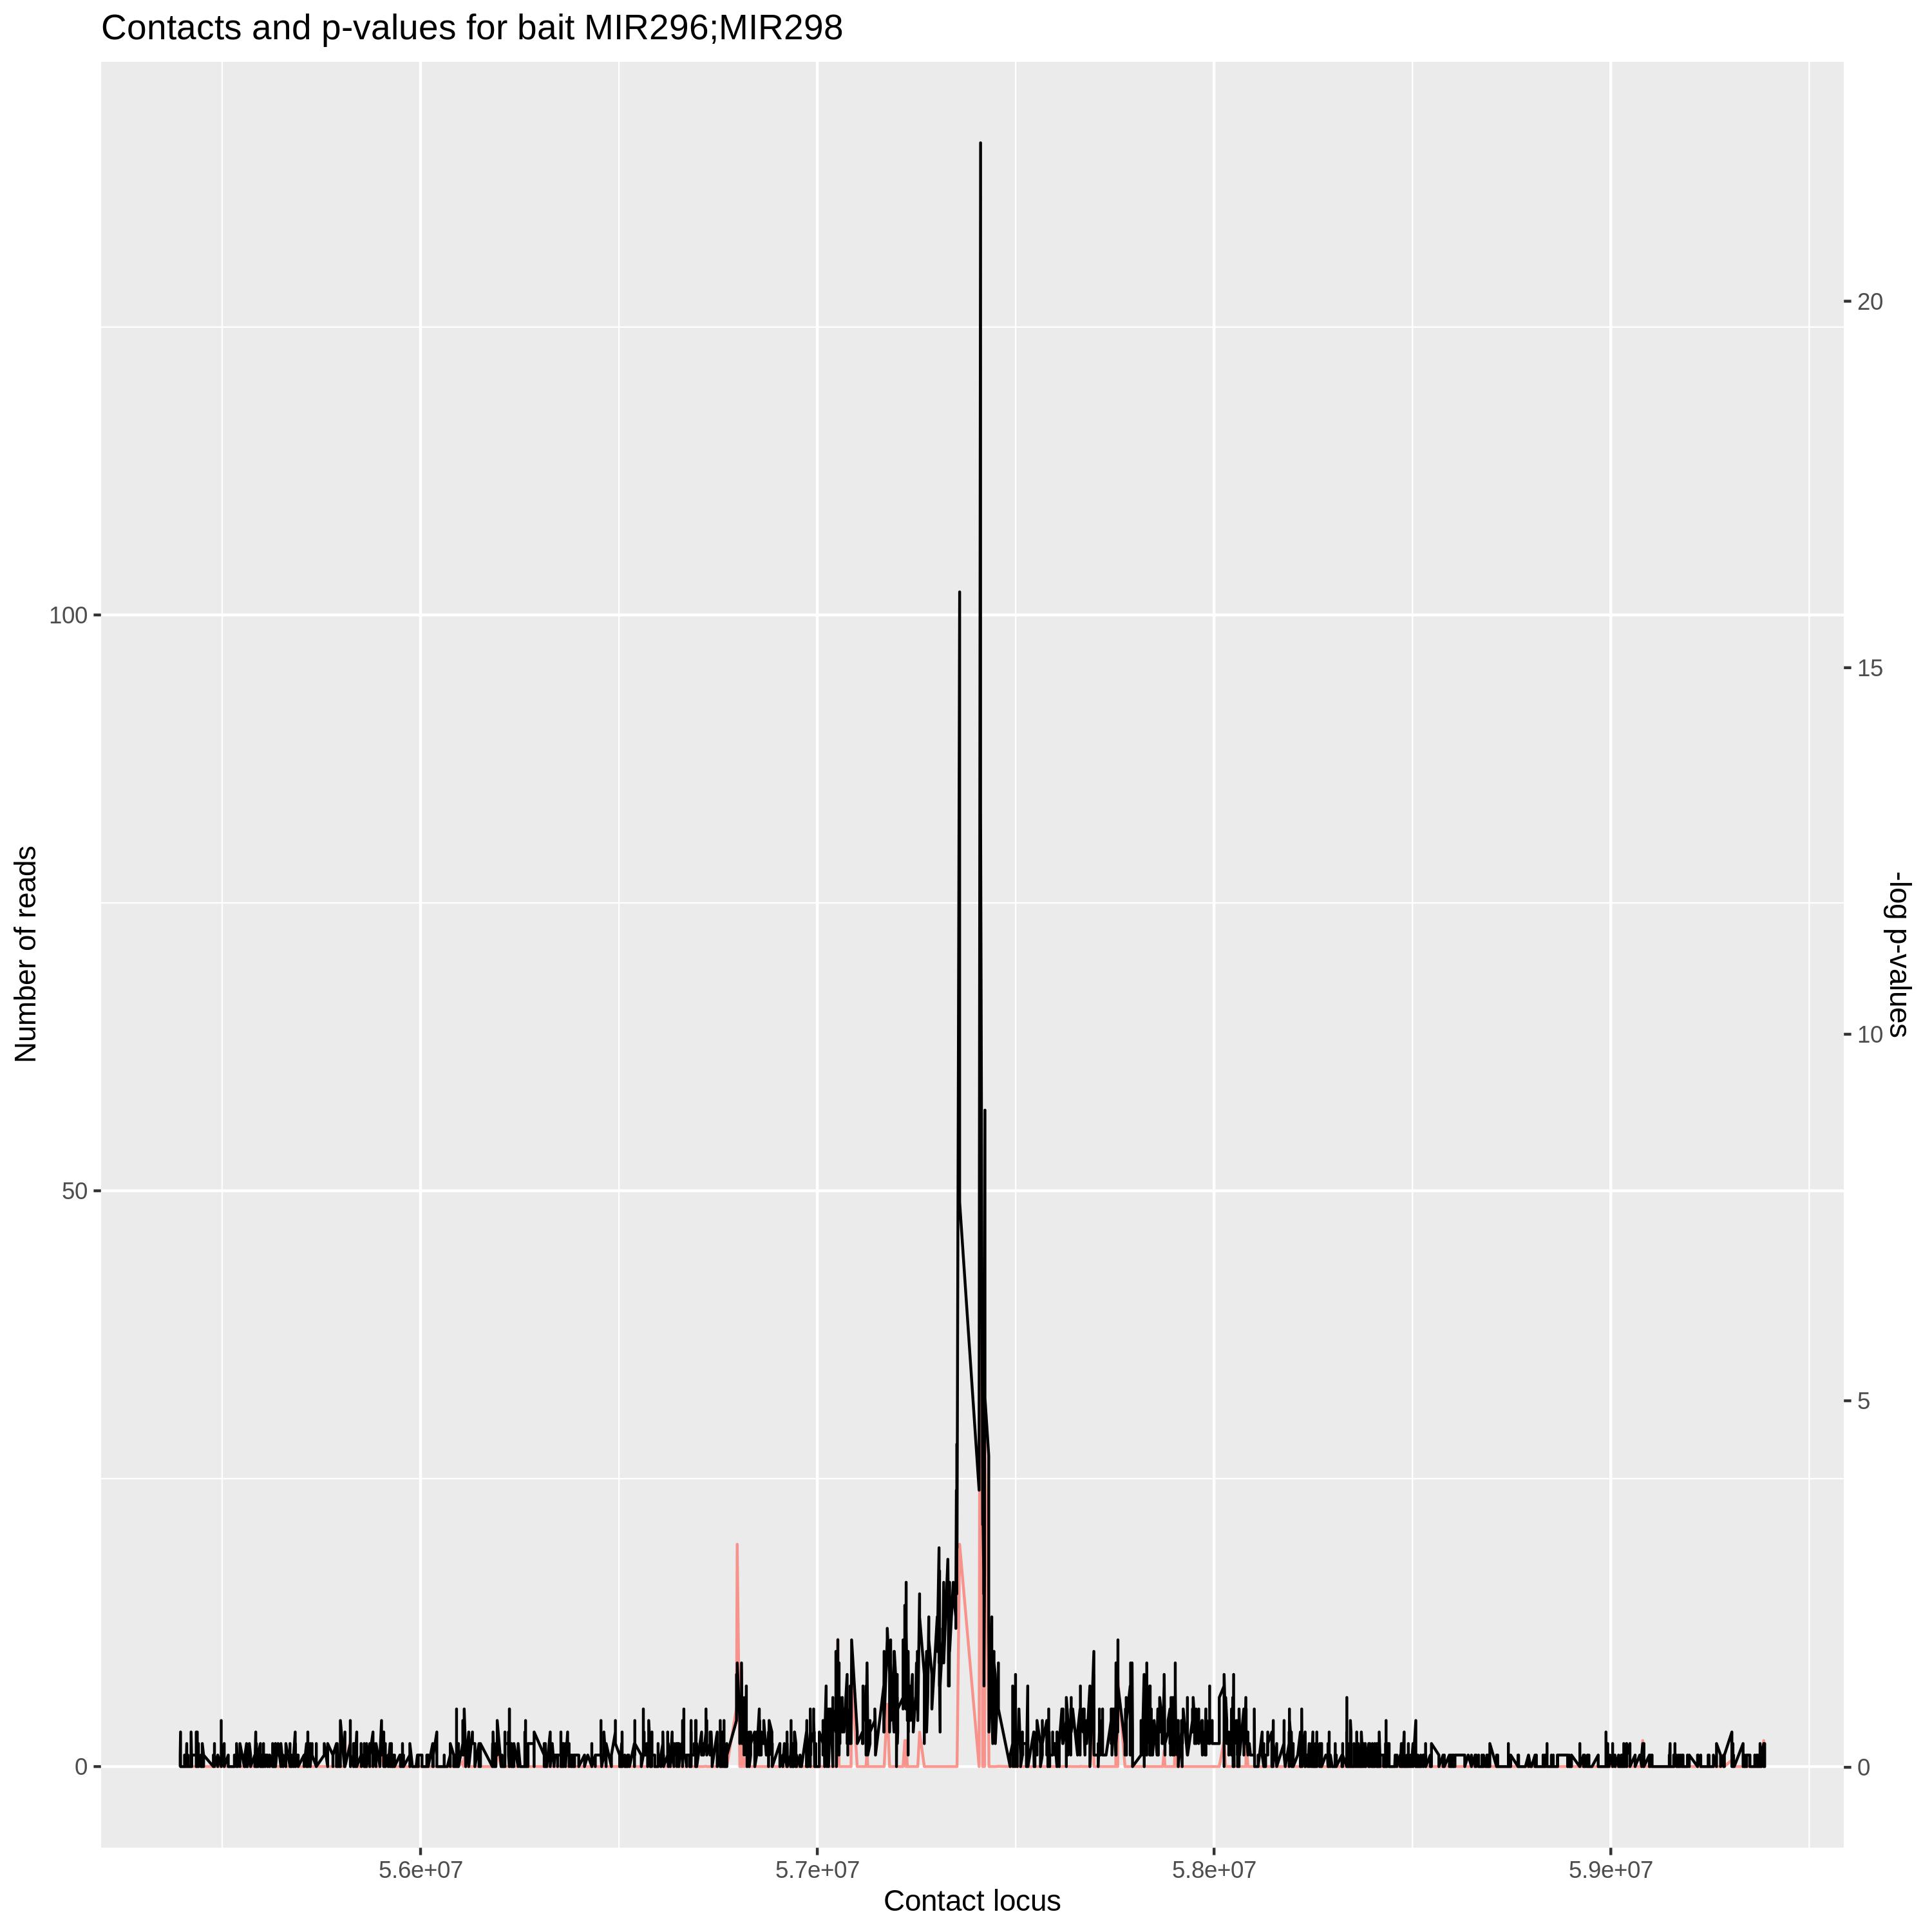 Contacts and p-values for bait MIR296;MIR298
Number of reads
100
50
0
20
15
10
5
0
-log p-values
5.6e+07
5.7e+07
5.8e+07
5.9e+07
Contact locus